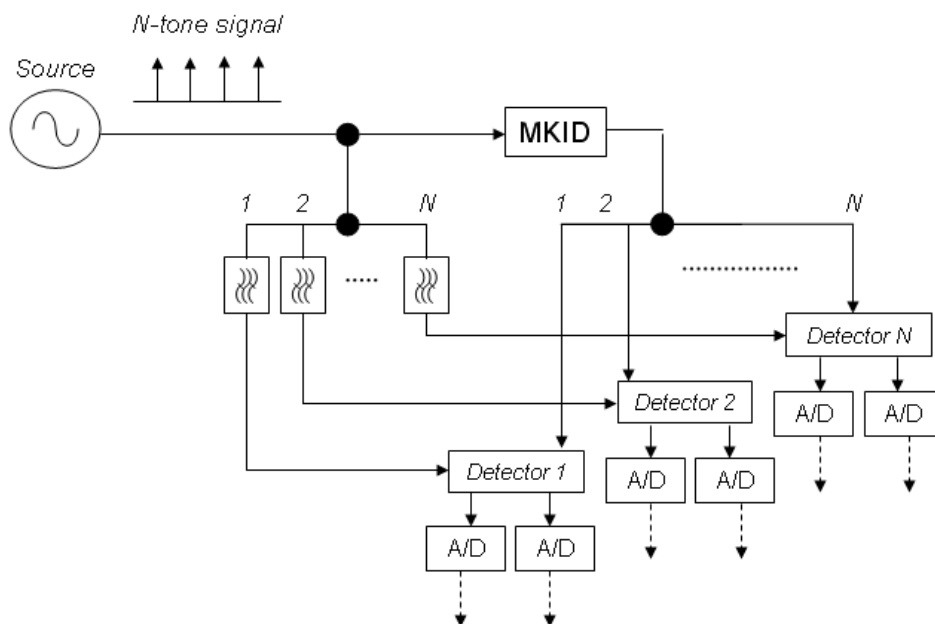 N-tone signal
Source
MKID
1 2 N 1 2 N
Detector N
A/D A/D
Detector 2
A/D A/D
Detector 1
A/D A/D